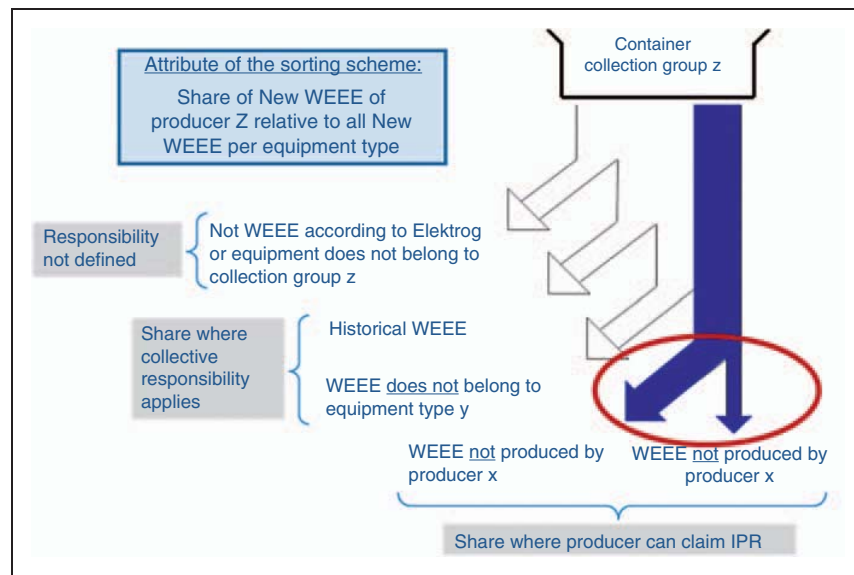 Container
collection group z
Attribute of the sorting scheme:
Share of New WEEE of
producer Z relative to all New
WEEE per equipment type
Responsibility
not defined
Not WEEE according to Elektrog
or equipment does not belong to
collection group z
Share where
collective
responsibility
applies
Historical WEEE
WEEE does not belong to
equipment type y
WEEE not produced by
producer x
WEEE not produced by
producer x
Share where producer can claim IPR